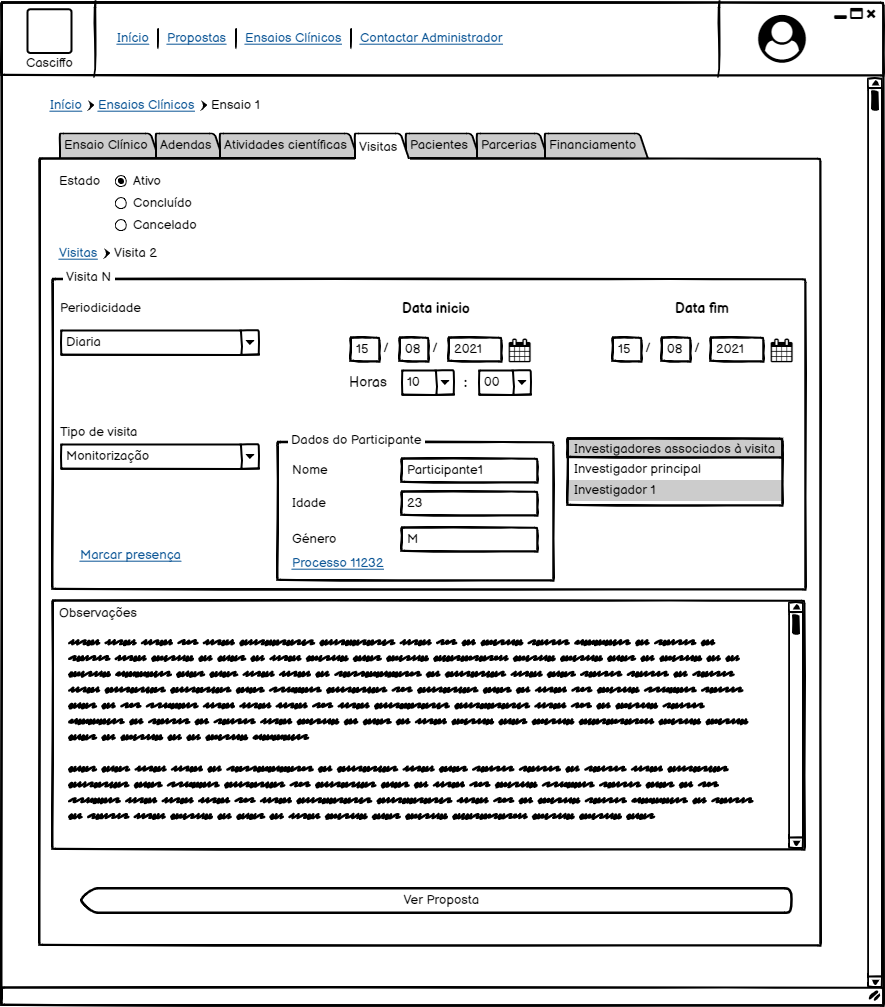 Casciffo
Início
Propostas
Ensaios Clínicos
Contactar Administrador
Início Ensaios Clínicos Ensaio 1
Ensaio Clínico
Adendas
Atividades científicas
Visitas
Pacientes
Parcerias
Financiamento
Estado
Ativo
Concluído
Cancelado
Visitas Visita 2
Visita N
Periodicidade
Data inicio
Data fim
Diaria
15 / 08 / 2021
15 / 08 / 2021
Horas 10 : 00
Tipo de visita
Monitorização
Dados do Participante
Nome Participante1
Idade 23
Género M
Processo 11232
Investigadores associados à visita
Investigador principal
Investigador 1
Marcar presença
Observações
Ver Proposta